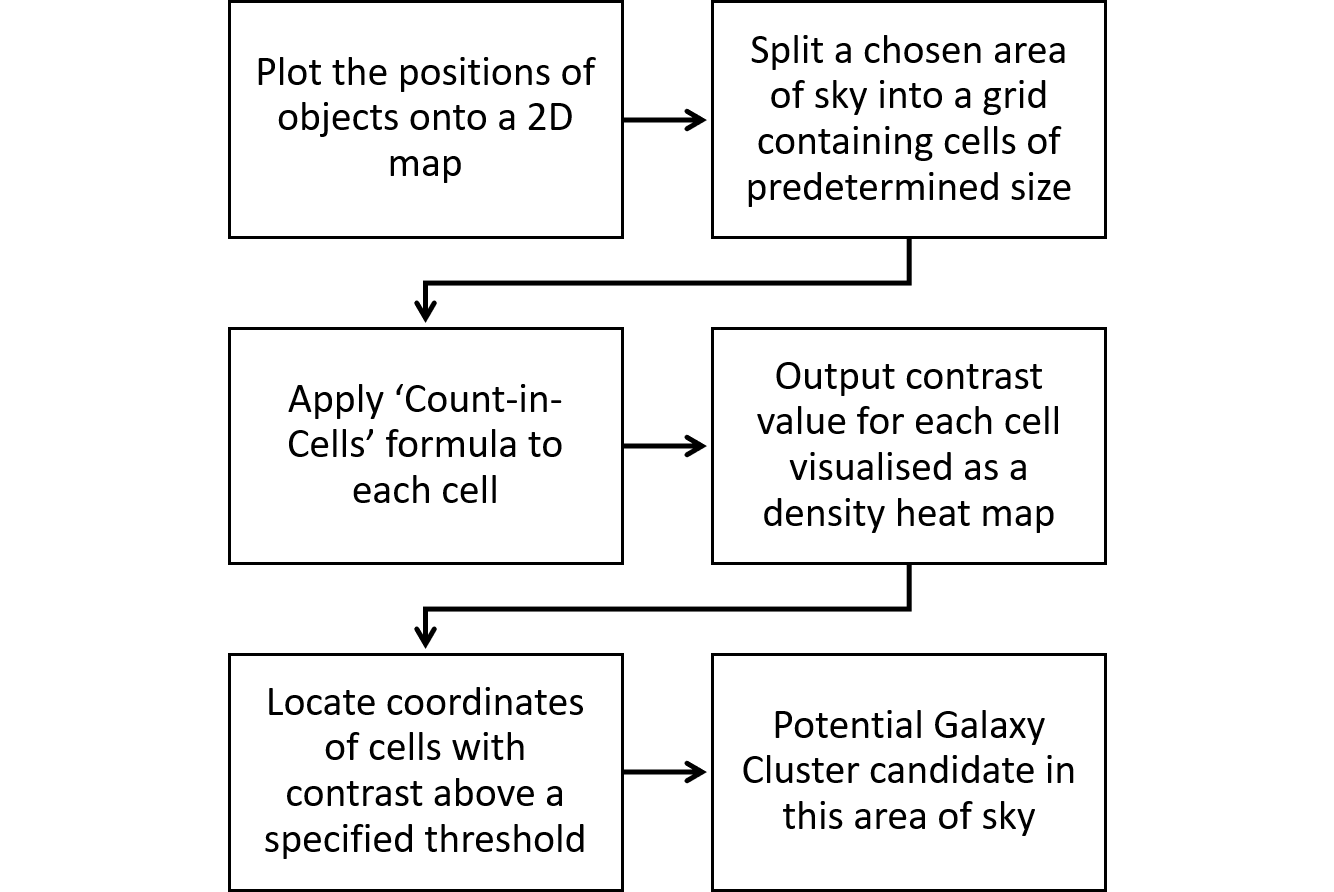 Plot the positions of
objects onto a 2D
map
Split a chosen area
of sky into a grid
containing cells of
predetermined size
Apply ‘Count-in-
Cells’ formula to
each cell
Output contrast
value for each cell
visualised as a
density heat map
Locate coordinates
of cells with
contrast above a
specified threshold
Potential Galaxy
Cluster candidate in
this area of sky